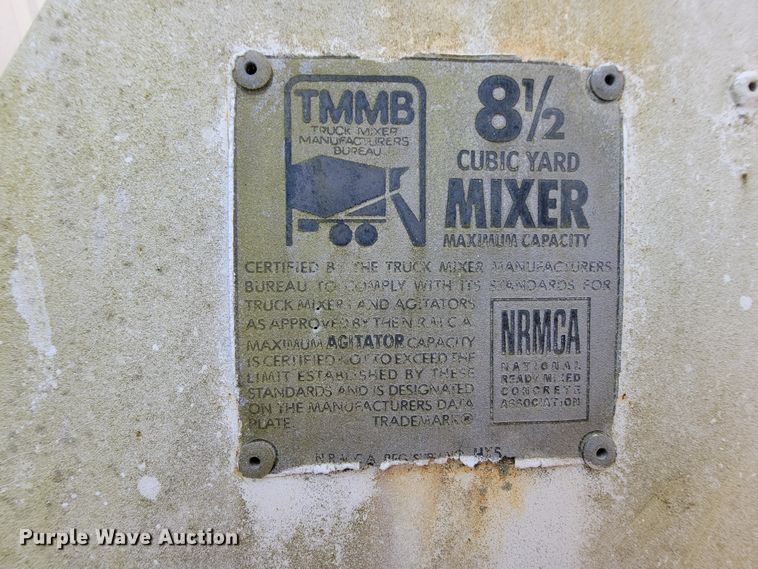 TMMB
TRUCK MIXER
MANUFACTURERS
BUREAU
8½
CUBIC YARD
MIXER
MAXIMUM CAPACITY
CERTIFIED BY THE TRUCK MIXER MANUFACTURERS
BUREAU TO COMPLY WITH ITS STANDARDS FOR
TRUCK MIXERS AND AGITATORS
AS APPROVED BY THE N.R.M.C.A.
MAXIMUM AGITATOR CAPACITY
IS CERTIFIED NOT TO EXCEED THE
LIMIT ESTABLISHED BY THESE
STANDARDS AND IS DESIGNATED
ON THE MANUFACTURERS DATA
PLATE. TRADEMARK®
NRMCA
NATIONAL
READY MIXED
CONCRETE
ASSOCIATION
N.R.M.C.A.
Purple Wave Auction